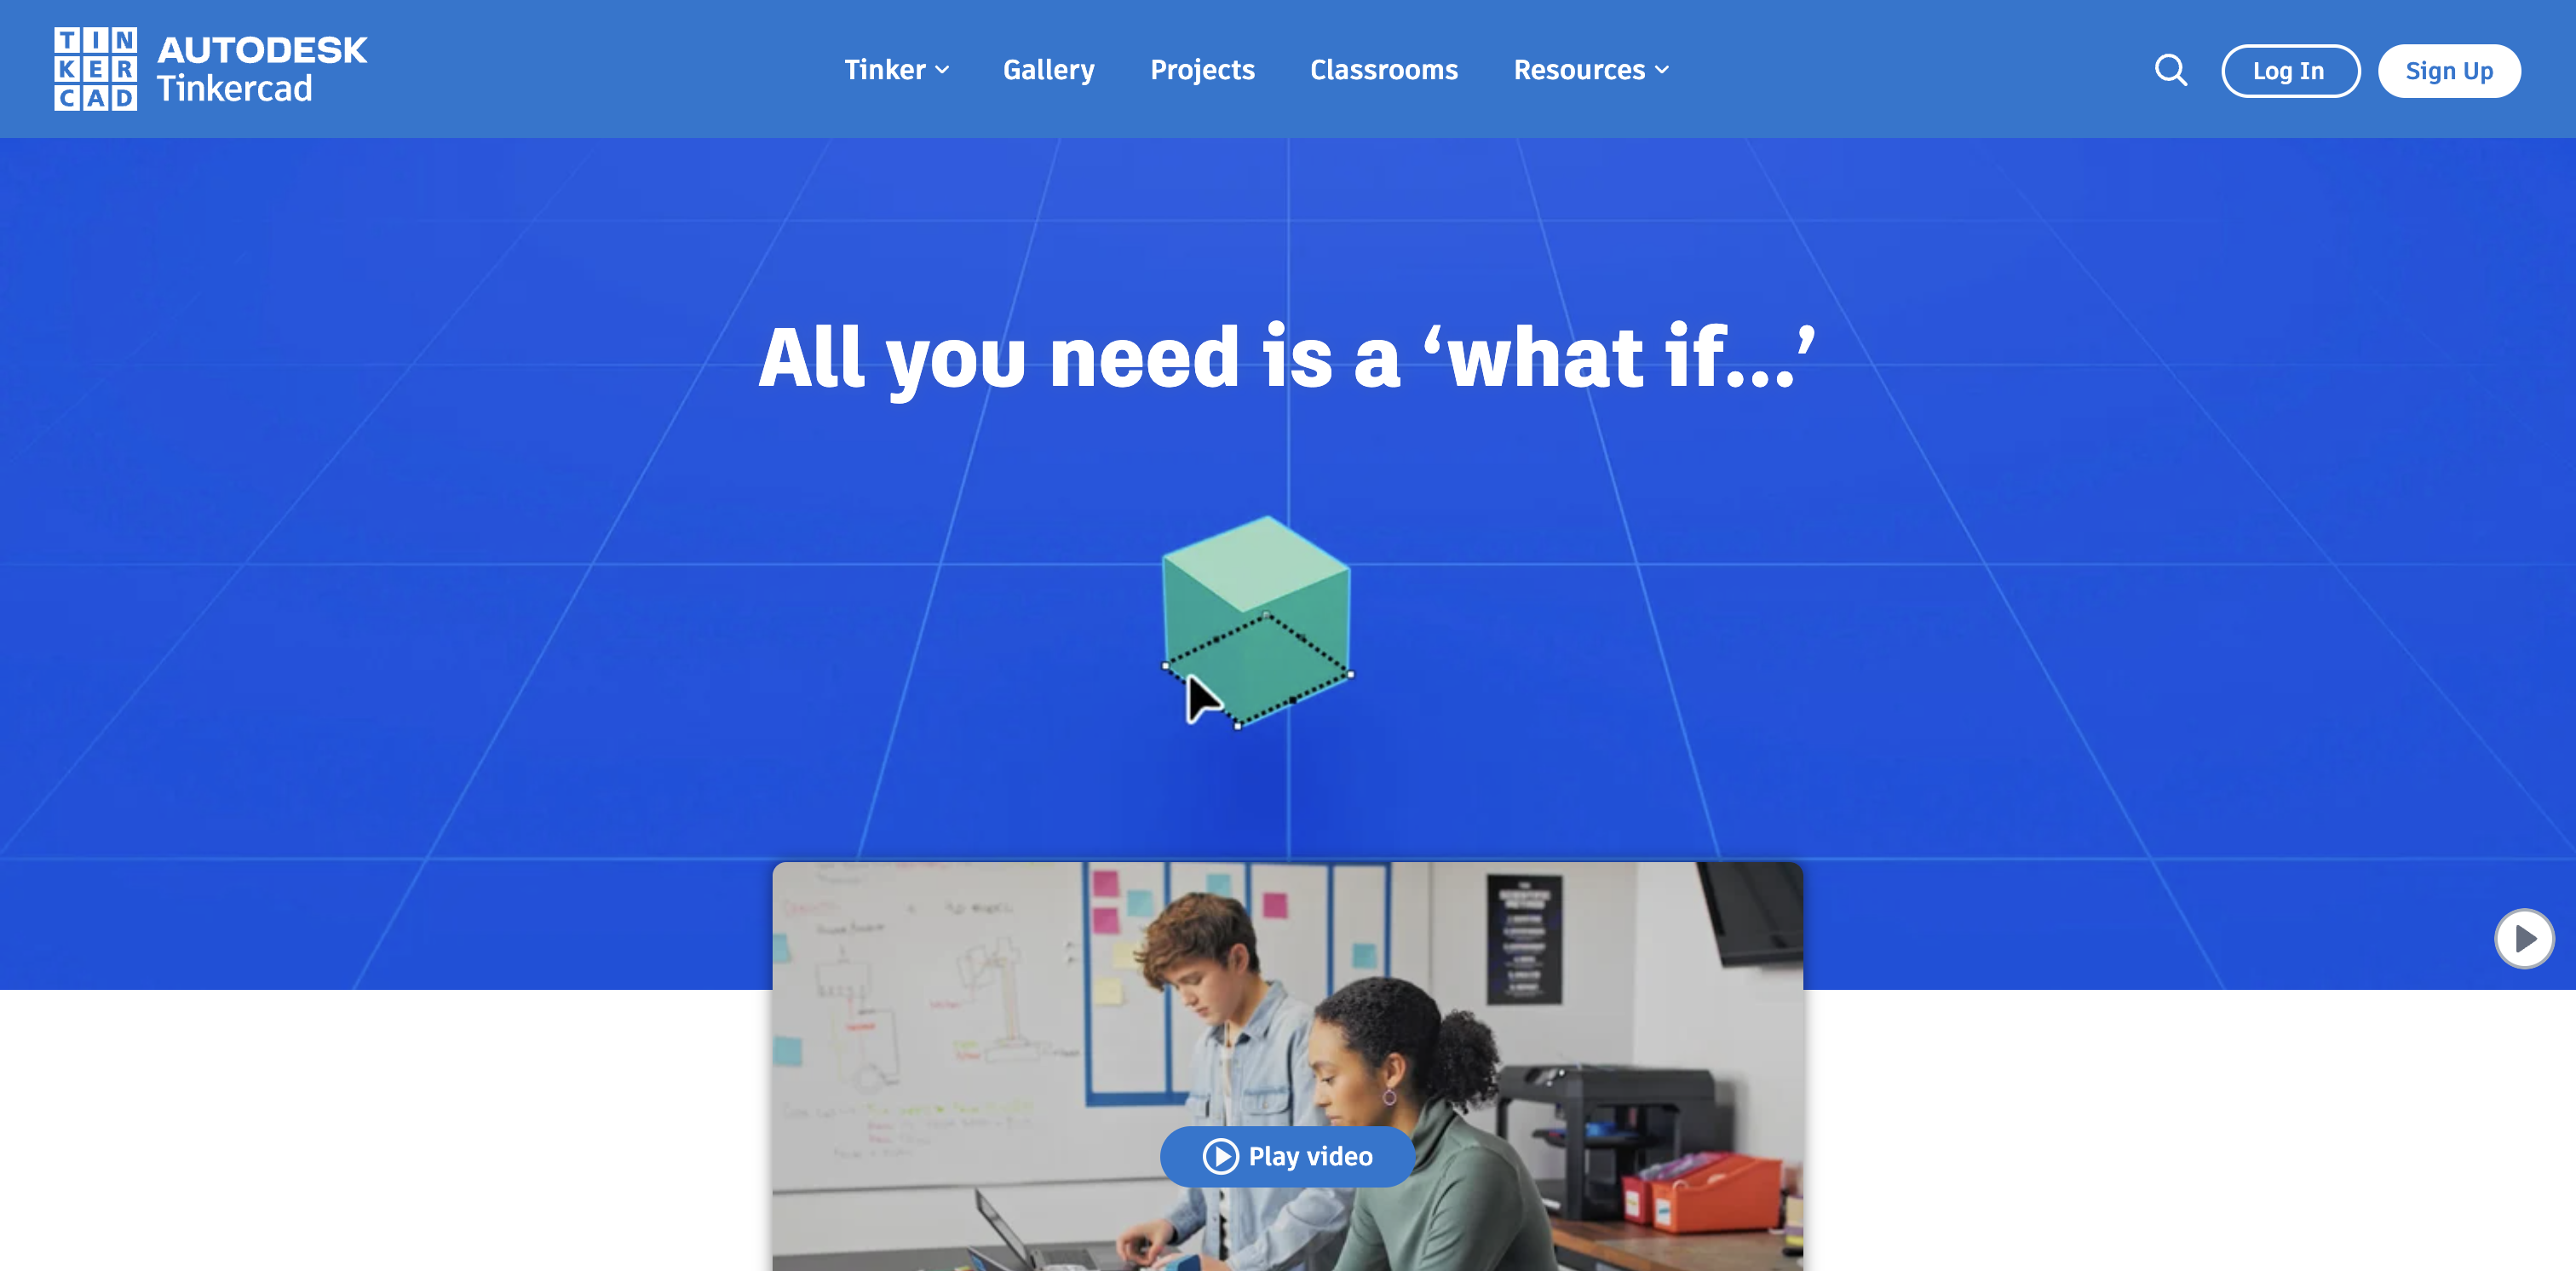 TIN
KER
CAD
AUTODESK
Tinkercad
Tinker
Gallery
Projects
Classrooms
Resources
Log In
Sign Up
All you need is a ‘what if...’
Play video